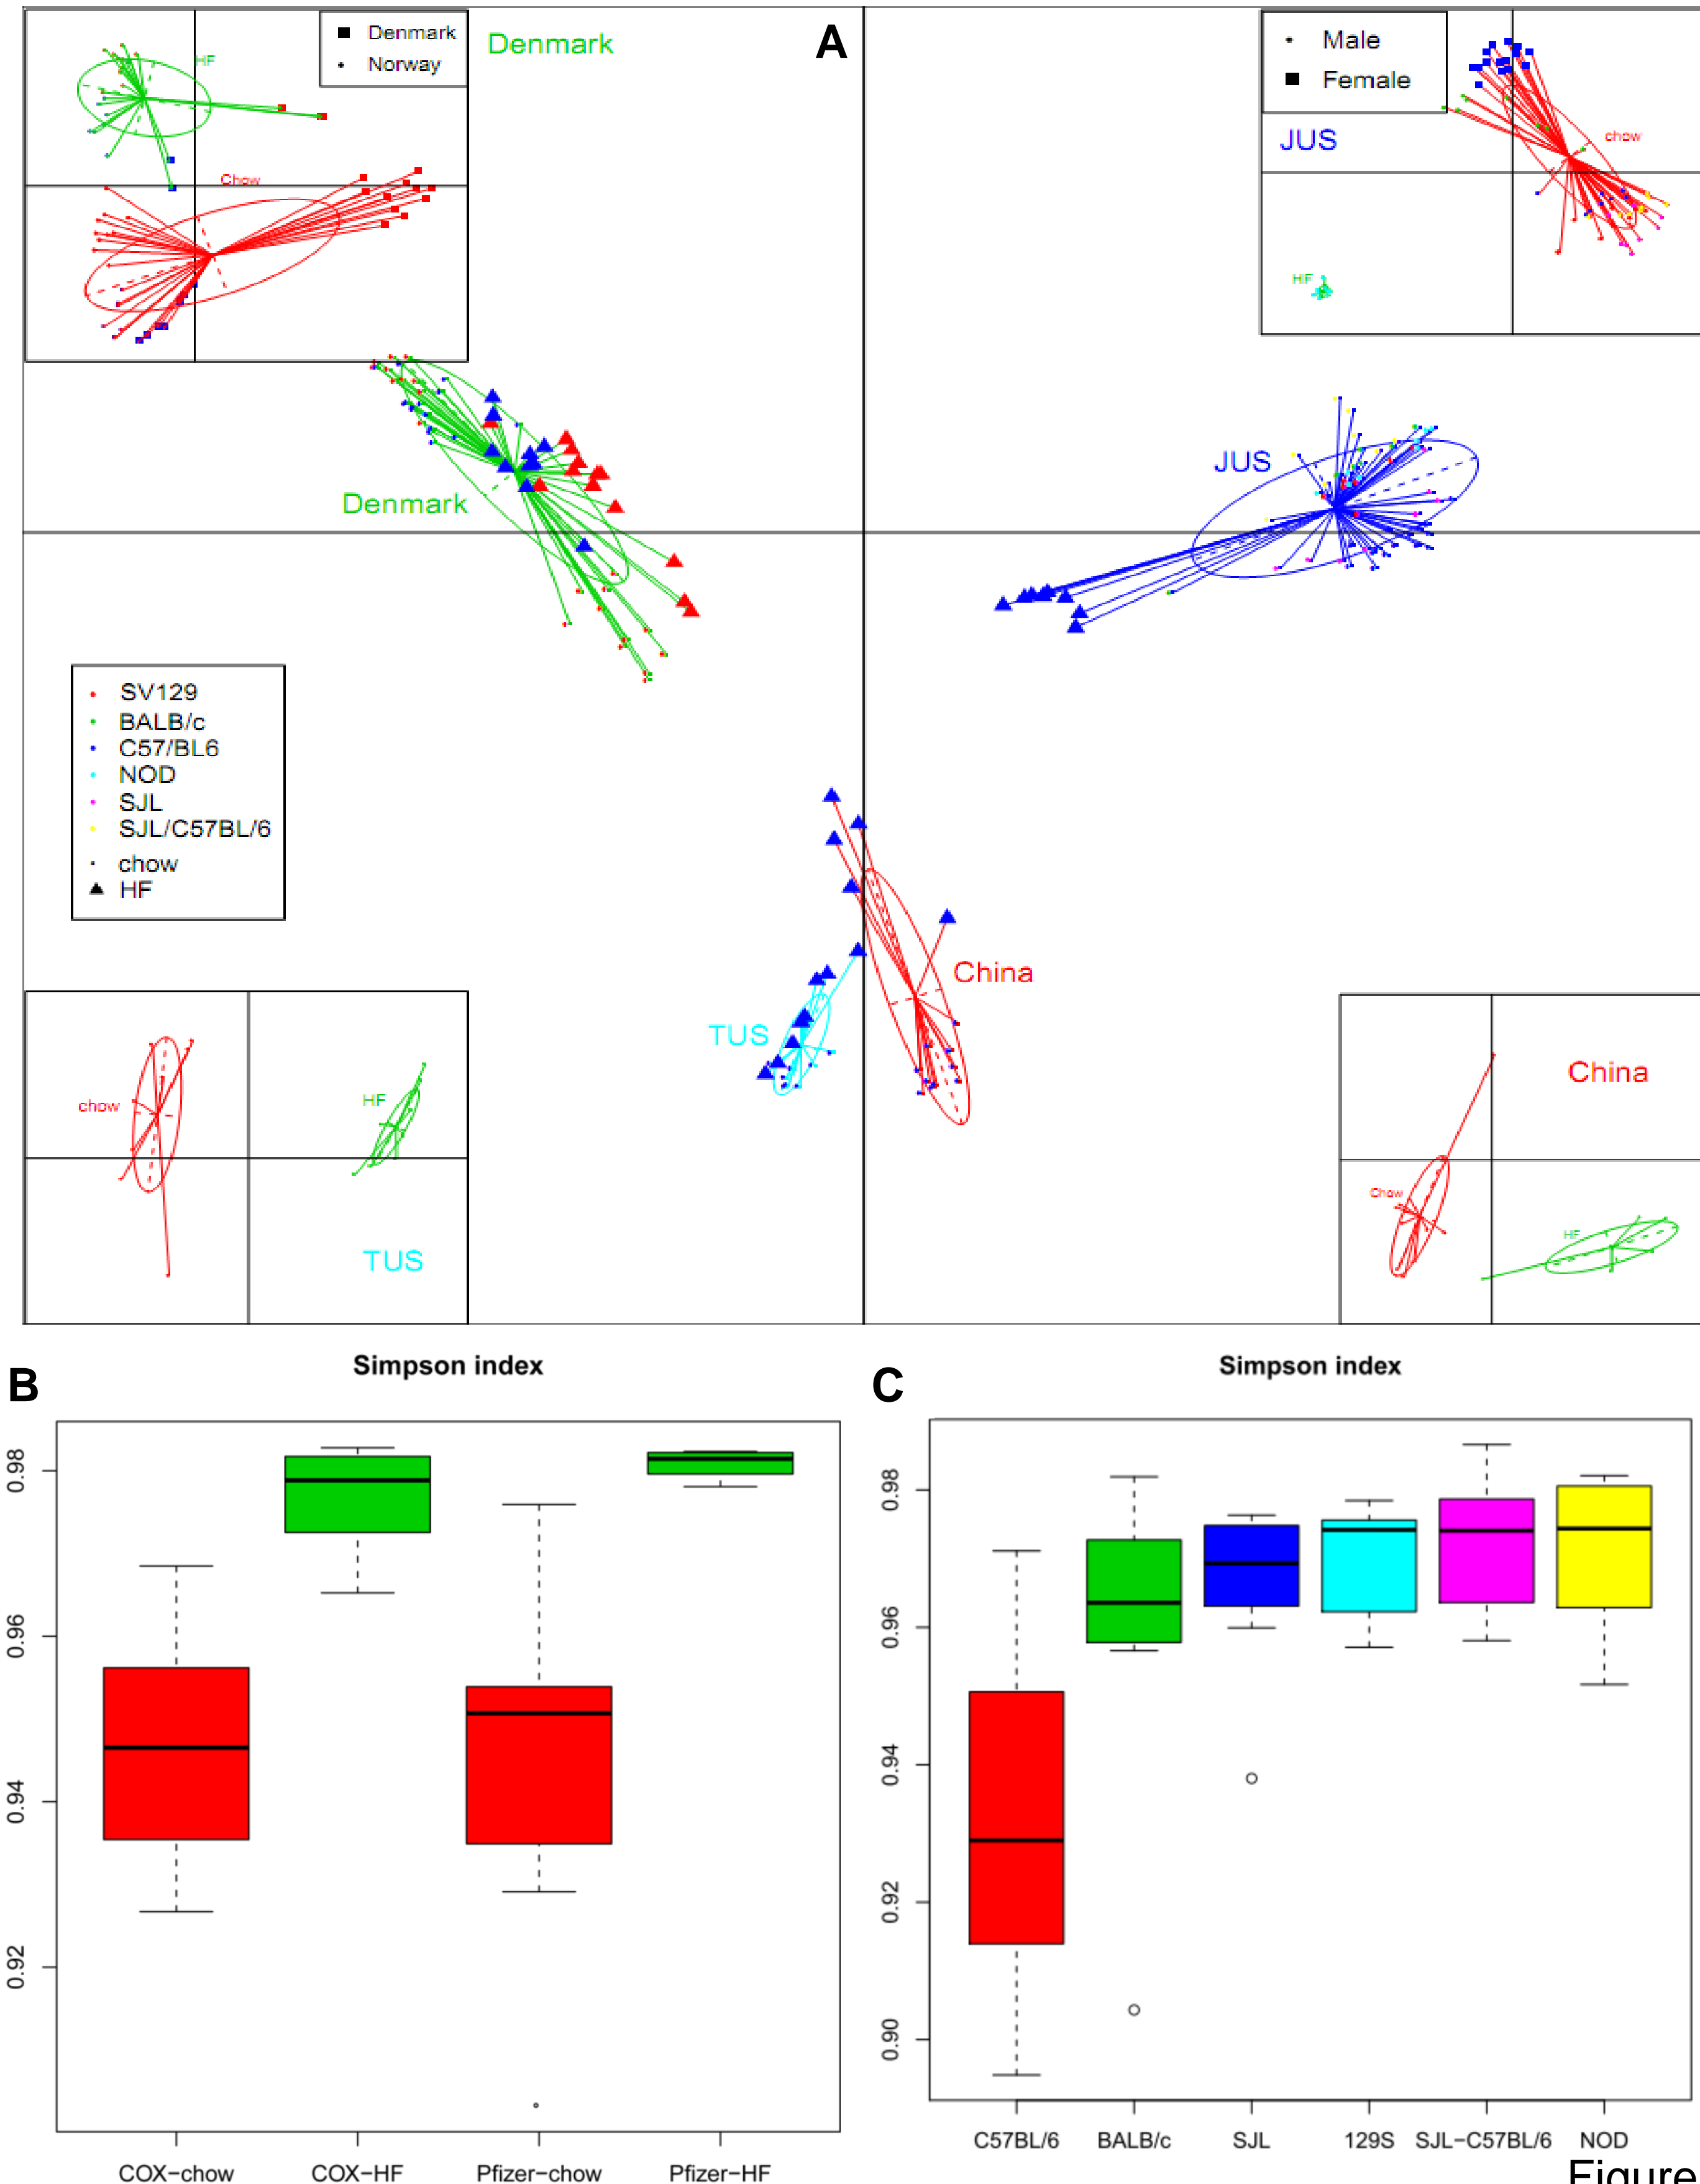 A
Denmark
Norway
Denmark
HF
Chow
Male
Female
JUS
chow
HF
Denmark
JUS
SV129
BALB/c
C57/BL6
NOD
SJL
SJL/C57BL/6
chow
HF
China
TUS
chow
HF
TUS
China
Chow
HF
B
Simpson index
0.98
0.96
0.94
0.92
COX-chow
COX-HF
Pfizer-chow
Pfizer-HF
C
Simpson index
0.98
0.96
0.94
0.92
0.90
C57BL/6
BALB/c
SJL
129S
SJL-C57BL/6
NOD
Figure